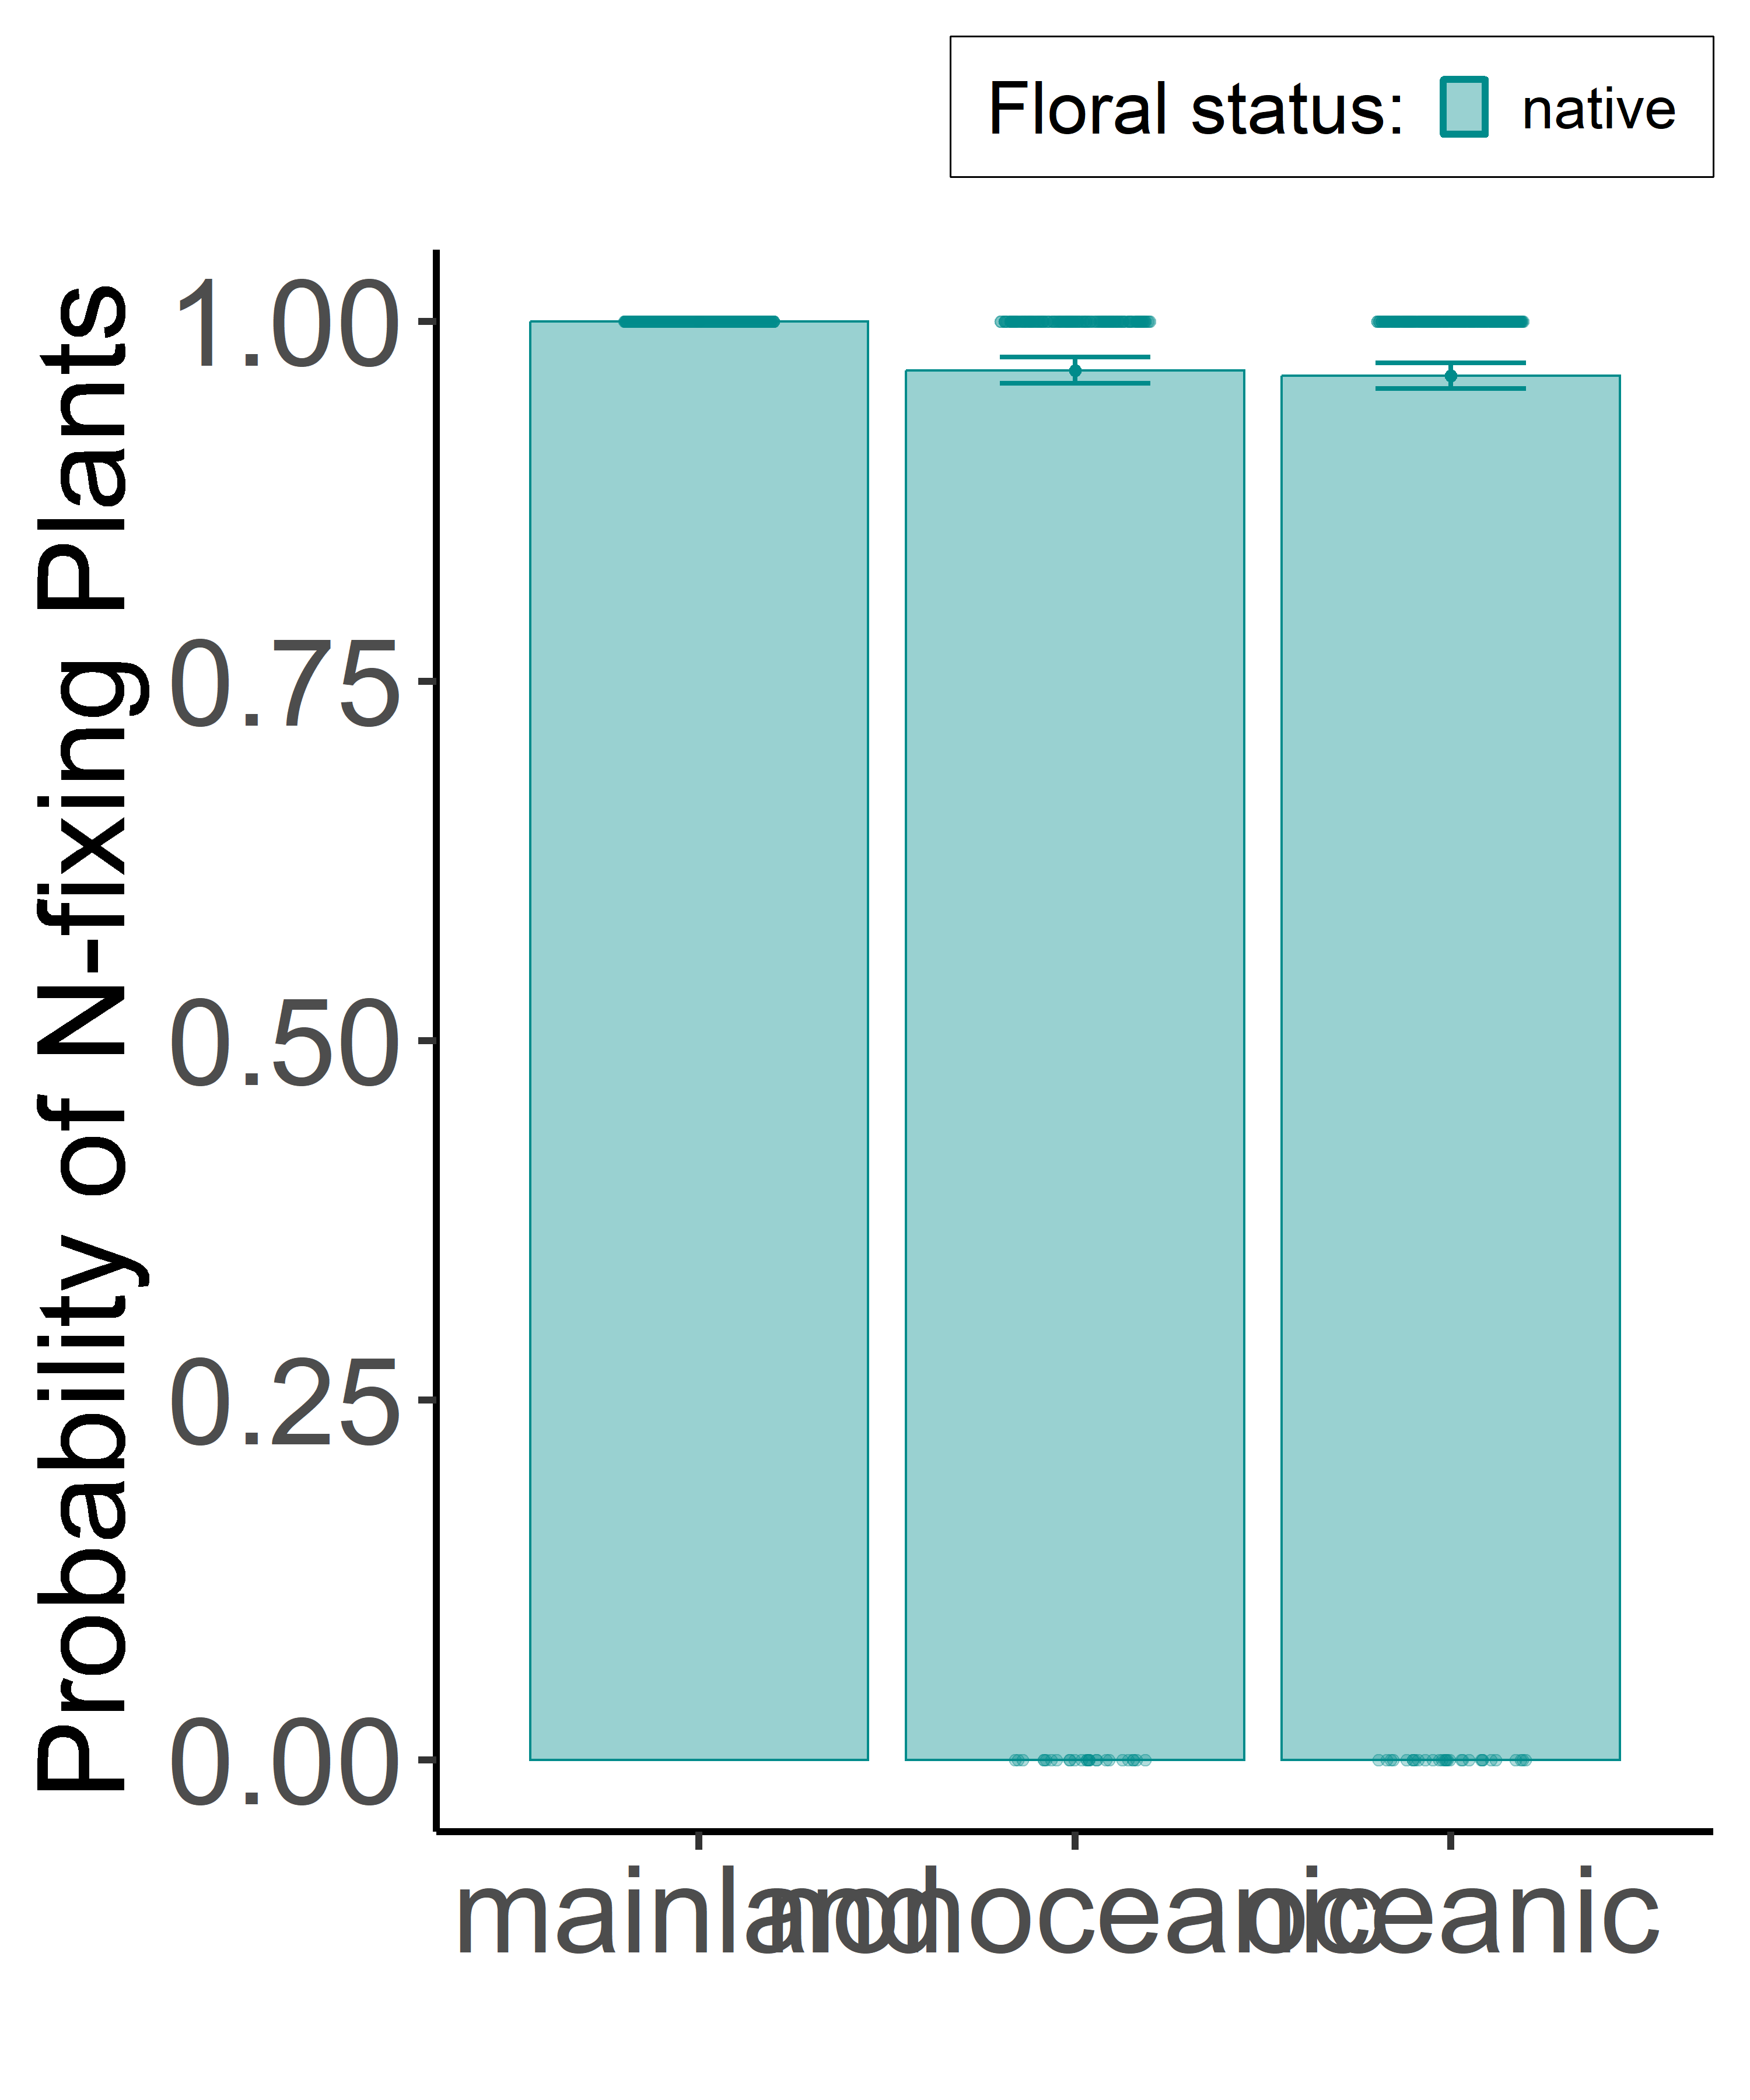 Floral status: native
Probability of N-fixing Plants
1.00
0.75
0.50
0.25
0.00
mainland nonoceanic oceanic